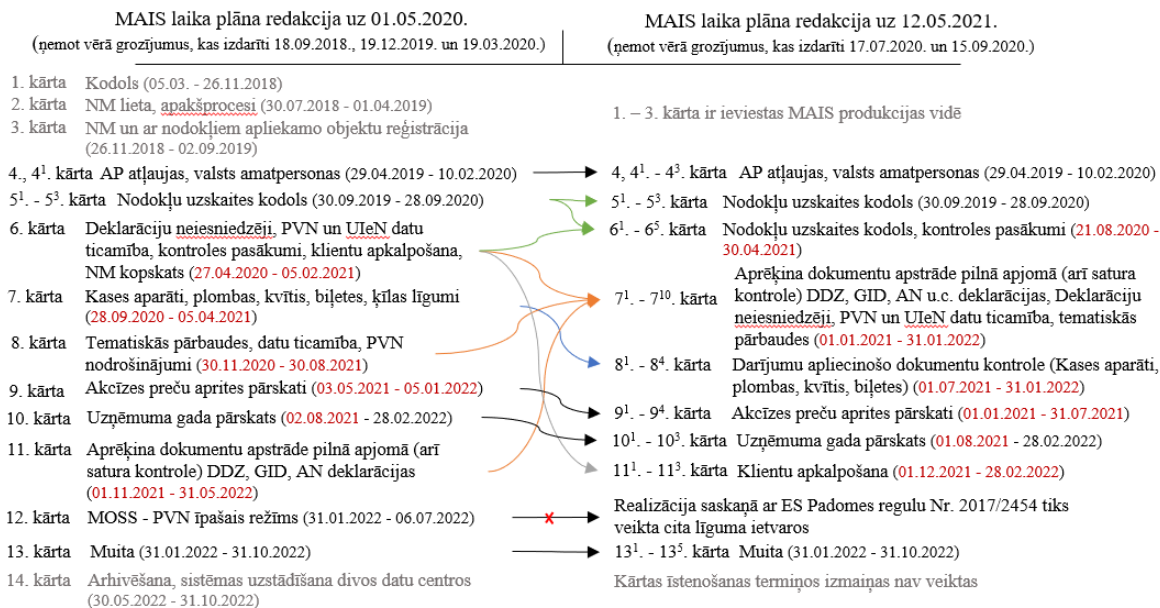 MAIS laika plāna redakcija uz 01.05.2020.
(ņemot vērā grozījumus, kas izdarīti 18.09.2018., 19.12.2019. un 19.03.2020.)
1. kārta Kodols (05.03. - 26.11.2018)
2. kārta NM lieta, apakšprocesi (30.07.2018 - 01.04.2019)
3. kārta NM un ar nodokļiem apliekamo objektu reģistrācija
(26.11.2018 - 02.09.2019)
4., 4¹. kārta AP atļaujas, valsts amatpersonas (29.04.2019 - 10.02.2020)
5¹. - 5³. kārta Nodokļu uzskaites kodols (30.09.2019 - 28.09.2020)
6. kārta Deklarāciju neiesniedzēji, PVN un UIeN datu
ticamība, kontroles pasākumi, klientu apkalpošana,
NM kopskats (27.04.2020 - 05.02.2021)
7. kārta Kases aparāti, plombas, kvītis, biļetes, ķīlas līgumi
(28.09.2020 - 05.04.2021)
8. kārta Tematiskās pārbaudes, datu ticamība, PVN
nodrošinājumi (30.11.2020 - 30.08.2021)
9. kārta Akcīzes preču aprites pārskati (03.05.2021 - 05.01.2022)
10. kārta Uzņēmuma gada pārskats (02.08.2021 - 28.02.2022)
11. kārta Aprēķina dokumentu apstrāde pilnā apjomā (arī
satura kontrole) DDZ, GID, AN deklarācijas
(01.11.2021 - 31.05.2022)
12. kārta MOSS - PVN īpašais režīms (31.01.2022 - 06.07.2022)
13. kārta Muita (31.01.2022 - 31.10.2022)
14. kārta Arhivēšana, sistēmas uzstādīšana divos datu centros
(30.05.2022 - 31.10.2022)
MAIS laika plāna redakcija uz 12.05.2021.
(ņemot vērā grozījumus, kas izdarīti 17.07.2020. un 15.09.2020.)
1. – 3. kārta ir ieviestas MAIS produkcijas vidē
4, 4¹. - 4³. kārta AP atļaujas, valsts amatpersonas (29.04.2019 - 10.02.2020)
5¹. - 5³. kārta Nodokļu uzskaites kodols (30.09.2019 - 28.09.2020)
6¹. - 6⁵. kārta Nodokļu uzskaites kodols, kontroles pasākumi (21.08.2020 -
30.04.2021)
Aprēķina dokumentu apstrāde pilnā apjomā (arī satura
7¹. - 7¹⁰. kārta kontrole) DDZ, GID, AN u.c. deklarācijas, Deklarāciju
neiesniedzēji, PVN un UIeN datu ticamība, tematiskās
pārbaudes (01.01.2021 - 31.01.2022)
8¹. - 8⁴. kārta Darījumu apliecinošo dokumentu kontrole (Kases aparāti,
plombas, kvītis, biļetes) (01.07.2021 - 31.01.2022)
9¹. - 9⁴. kārta Akcīzes preču aprites pārskati (01.01.2021 - 31.07.2021)
10¹. - 10³. kārta Uzņēmuma gada pārskats (01.08.2021 - 28.02.2022)
11¹. - 11³. kārta Klientu apkalpošana (01.12.2021 - 28.02.2022)
Realizācija saskaņā ar ES Padomes regulu Nr. 2017/2454 tiks
veikta cita līguma ietvaros
13¹. - 13⁵. kārta Muita (31.01.2022 - 31.10.2022)
Kārtas īstenošanas termiņos izmaiņas nav veiktas